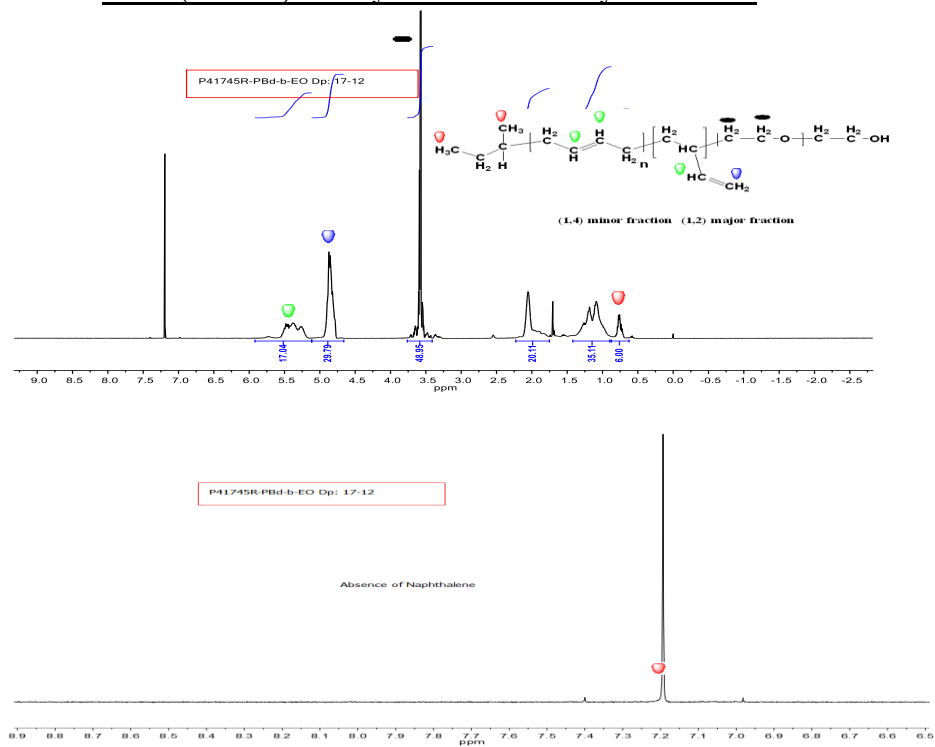 P41745R-PBd-b-EO Dp: 17-12
CH₃
H₂
C
H
C
H₂
C
H₂
C
H₂
C
H₂
C
H₂
C
H₃C
C
H₂
C
H
C
H
C
H₂
n
HC
O
OH
HC
CH₂
(1,4) minor fraction (1,2) major fraction
17.04
29.79
48.95
20.11
35.11
6.00
9.0 8.5 8.0 7.5 7.0 6.5 6.0 5.5 5.0 4.5 4.0 3.5 3.0 2.5 2.0 1.5 1.0 0.5 0.0 -0.5 -1.0 -1.5 -2.0 -2.5
ppm
P41745R-PBd-b-EO Dp: 17-12
Absence of Naphthalene
8.9 8.8 8.7 8.6 8.5 8.4 8.3 8.2 8.1 8.0 7.9 7.8 7.7 7.6 7.5 7.4 7.3 7.2 7.1 7.0 6.9 6.8 6.7 6.6 6.5
ppm